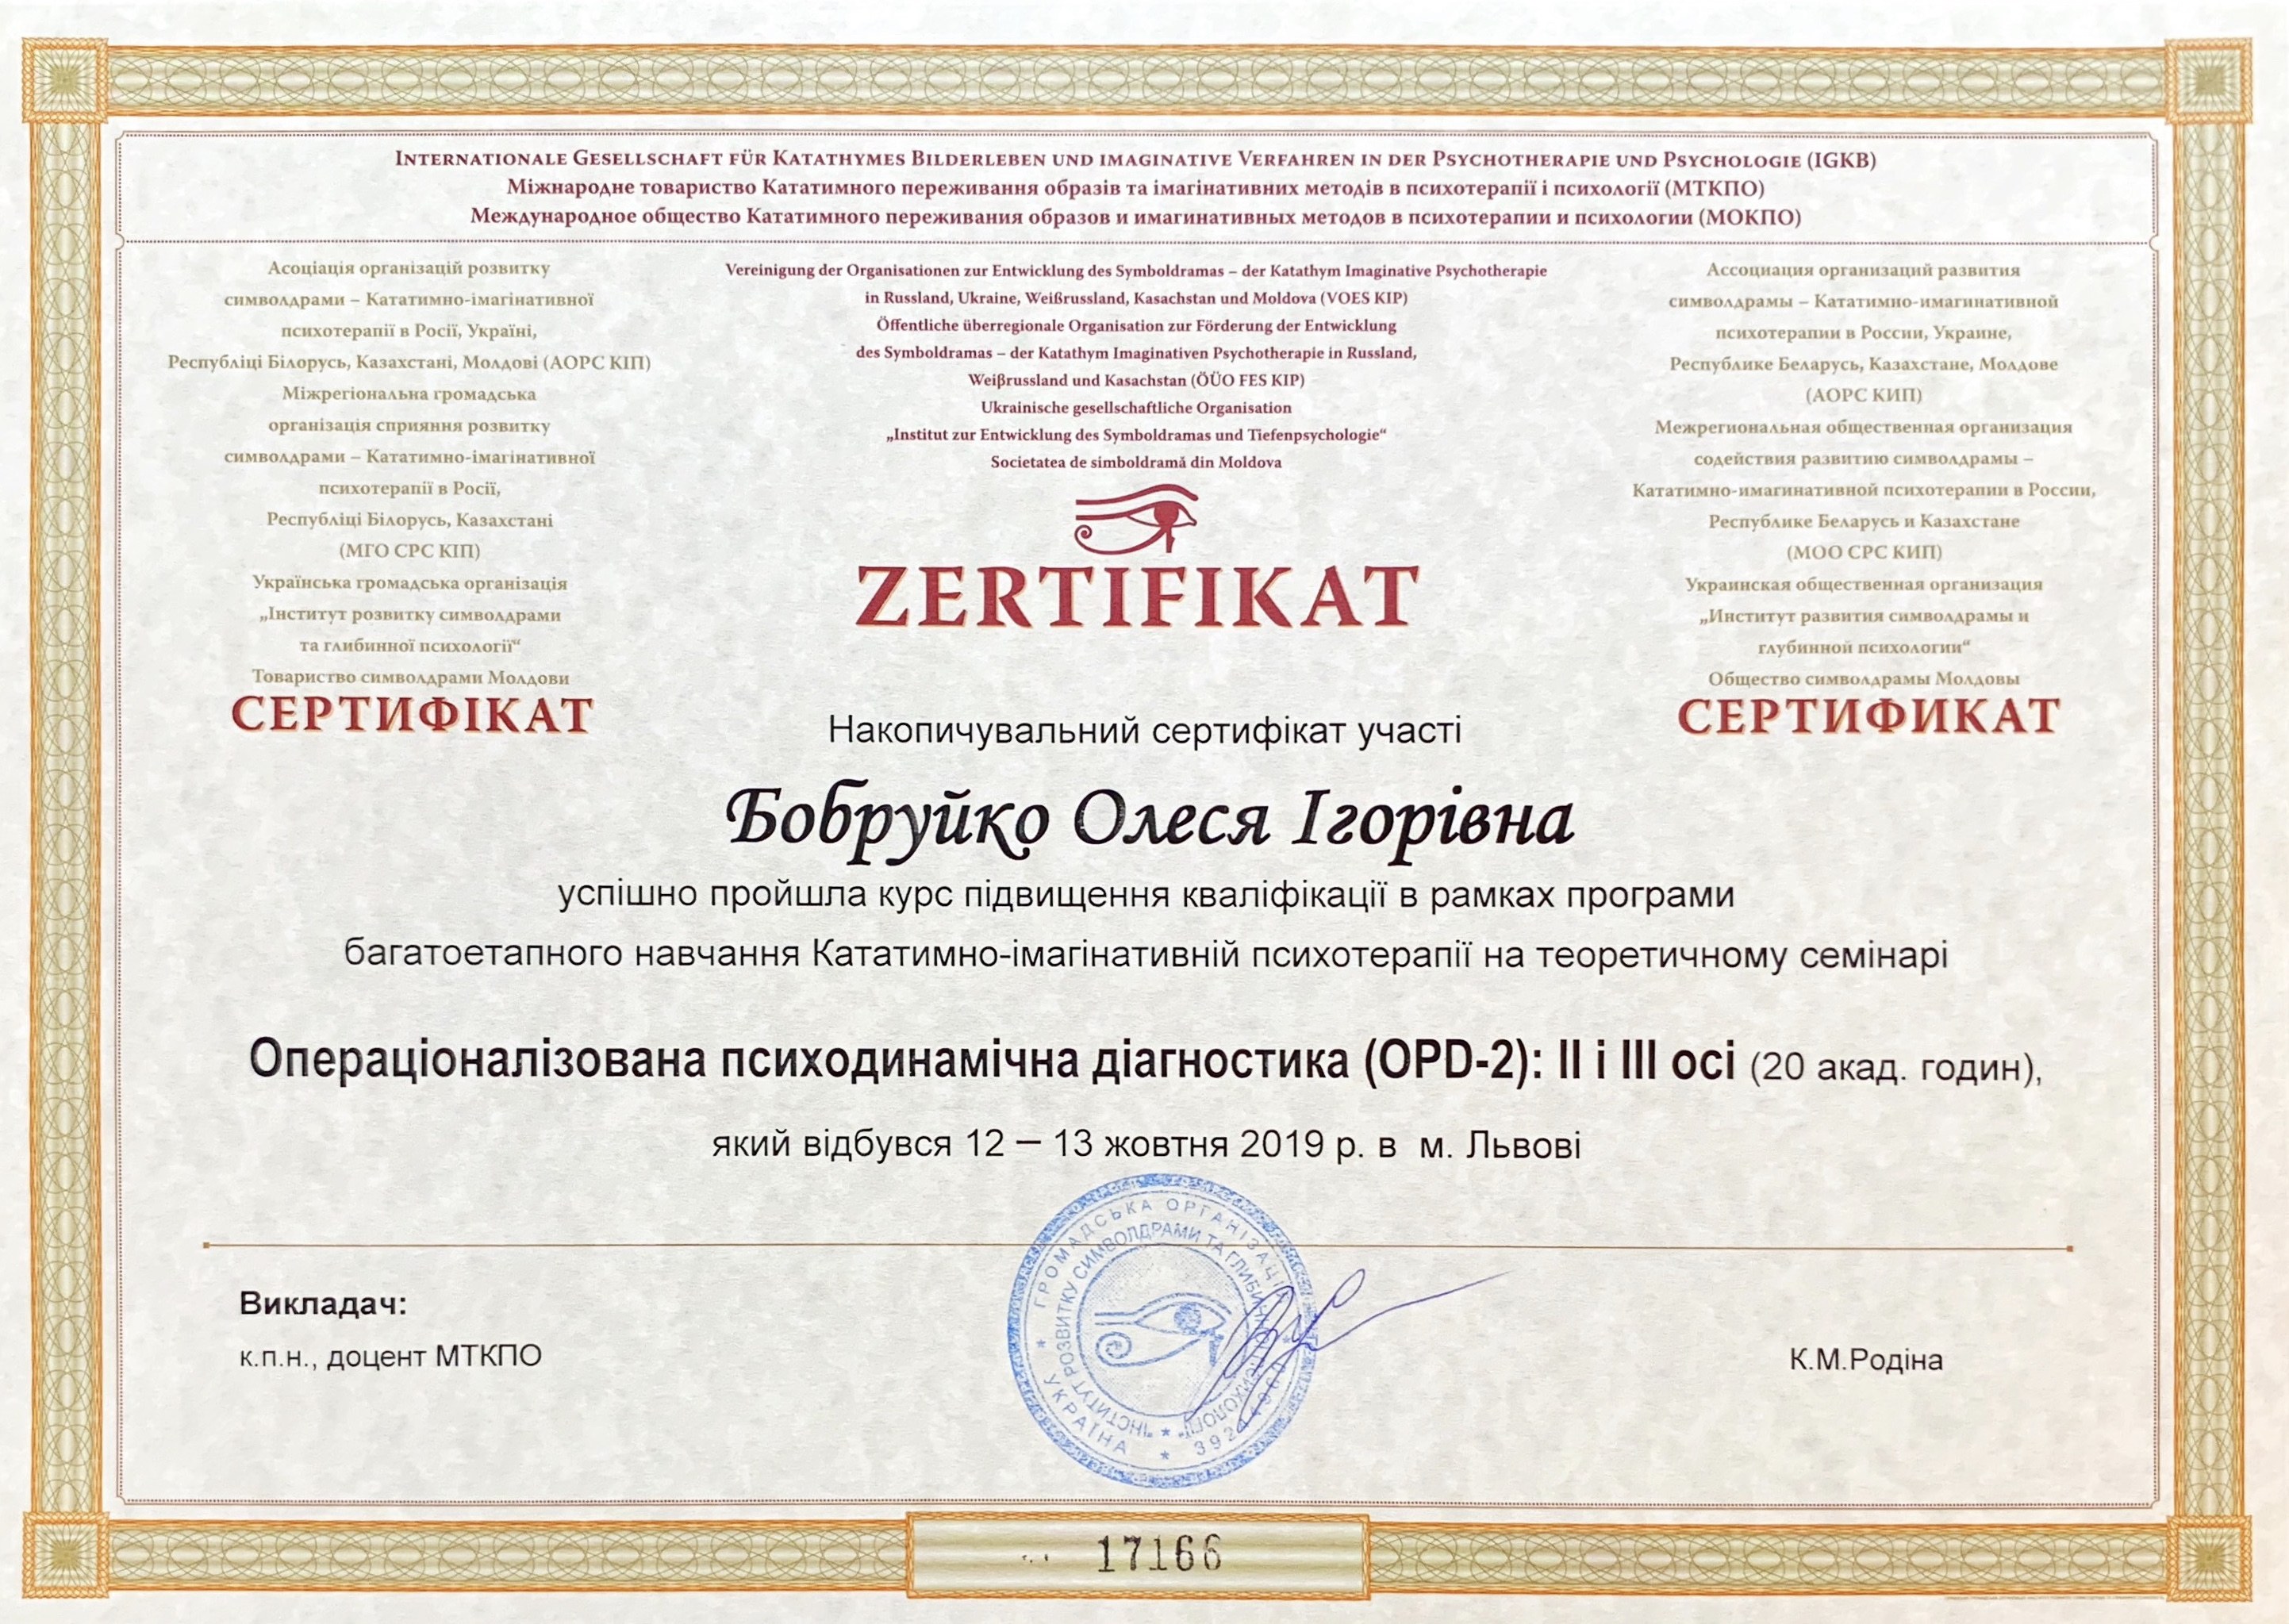 INTERNATIONALE GESELLSCHAFT FÜR KATATHYMES BILDERLEBEN UND IMAGINATIVE VERFAHREN IN DER PSYCHOTHERAPIE UND PSYCHOLOGIE (IGKB)
Міжнародне товариство Кататимного переживання образів та імагінативних методів в психотерапії і психології (МТКПО)
Международное общество Кататимного переживания образов и имагинативных методов в психотерапии и психологии (МОКПО)
Асоціація організацій розвитку
символдрами – Кататимно-імагінативної
психотерапії в Росії, Україні,
Республіці Білорусь, Казахстані, Молдові (АОРС КІП)
Міжрегіональна громадська
організація сприяння розвитку
символдрами – Кататимно-імагінативної
психотерапії в Росії,
Республіці Білорусь, Казахстані
(МГО СРС КІП)
Українська громадська організація
„Інститут розвитку символдрами
та глибинної психології“
Товариство символдрами Молдови
СЕРТИФІКАТ
Vereinigung der Organisationen zur Entwicklung des Symboldramas – der Katathym Imaginative Psychotherapie
in Russland, Ukraine, Weißrussland, Kasachstan und Moldova (VOES KIP)
Öffentliche überregionale Organisation zur Förderung der Entwicklung
des Symboldramas – der Katathym Imaginativen Psychotherapie in Russland,
Weiβrussland und Kasachstan (ÖÜO FES KIP)
Ukrainische gesellschaftliche Organisation
„Institut zur Entwicklung des Symboldramas und Tiefenpsychologie“
Societatea de simboldramă din Moldova
ZERTIFIKAT
Ассоциация организаций развития
символдрамы – Кататимно-имагинативной
психотерапии в России, Украине,
Республике Беларусь, Казахстане, Молдове
(АОРС КИП)
Межрегиональная общественная организация
содействия развитию символдрамы –
Кататимно-имагинативной психотерапии в России,
Республике Беларусь и Казахстане
(МОО СРС КИП)
Украинская общественная организация
„Институт развития символдрамы и
глубинной психологии“
Общество символдрамы Молдовы
СЕРТИФИКАТ
Накопичувальний сертифікат участі
Бобруйко Олеся Ігорівна
успішно пройшла курс підвищення кваліфікації в рамках програми
багатоетапного навчання Кататимно-імагінативній психотерапії на теоретичному семінарі
Операціоналізована психодинамічна діагностика (OPD-2): ІІ і ІІІ осі (20 акад. годин),
який відбувся 12 – 13 жовтня 2019 р. в м. Львові
Викладач:
к.п.н., доцент МТКПО
ГРОМАДСЬКА ОРГАНІЗАЦІЯ
ІНСТИТУТ РОЗВИТКУ СИМВОЛДРАМИ ТА ГЛИБИННОЇ ПСИХОЛОГІЇ
УКРАЇНА
К.М.Родіна
17166